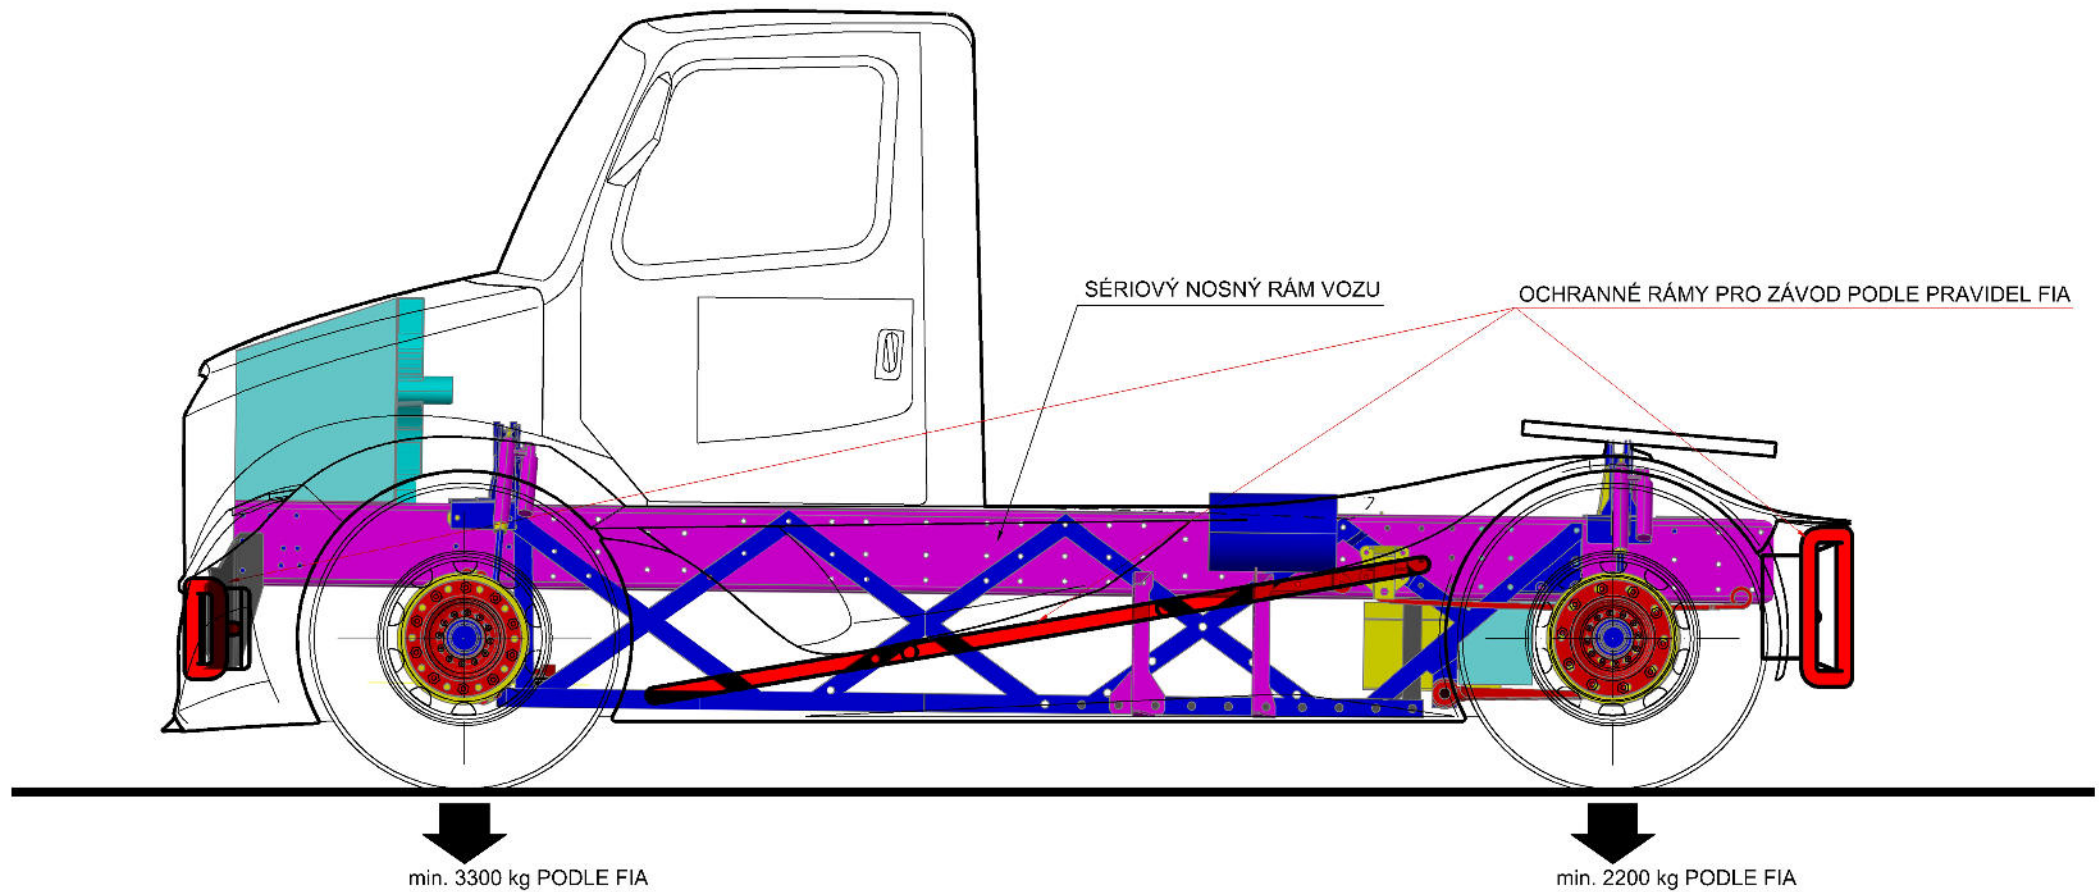 SÉRIOVÝ NOSNÝ RÁM VOZU
OCHRANNÉ RÁMY PRO ZÁVOD PODLE PRAVIDEL FIA
7
min. 3300 kg PODLE FIA
min. 2200 kg PODLE FIA